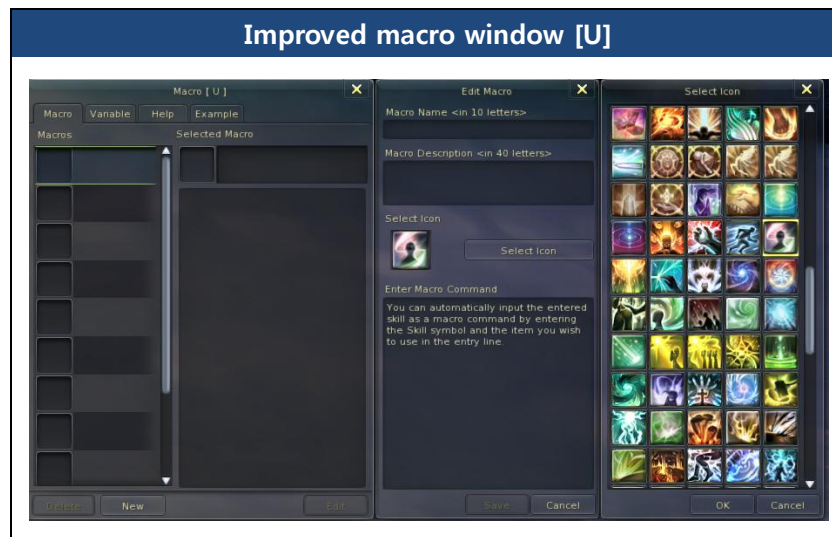 Improved macro window [U]
Macro [ U ]
Macro Variable Help Example
Macros Selected Macro
Delete New Edit
Edit Macro
Macro Name <in 10 letters>
Macro Description <in 40 letters>
Select Icon
Select Icon
Enter Macro Command
You can automatically input the entered
skill as a macro command by entering
the Skill symbol and the item you wish
to use in the entry line.
Save Cancel
Select Icon
OK Cancel